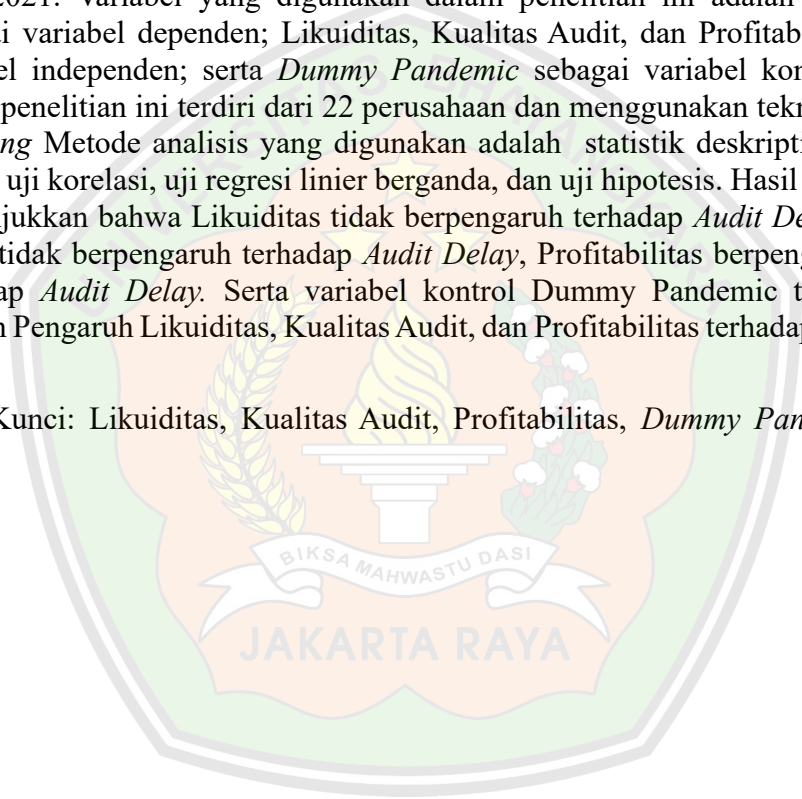 2021. Variabel yang digunakan dalam penelitian ini adalah
variabel dependen; Likuiditas, Kualitas Audit, dan Profitab
el independen; serta Dummy Pandemic sebagai variabel kon
penelitian ini terdiri dari 22 perusahaan dan menggunakan tekn
ng Metode analisis yang digunakan adalah statistik deskripti
uji korelasi, uji regresi linier berganda, dan uji hipotesis. Hasil
jukkan bahwa Likuiditas tidak berpengaruh terhadap Audit De
tidak berpengaruh terhadap Audit Delay, Profitabilitas berpeng
ap Audit Delay. Serta variabel kontrol Dummy Pandemic t
n Pengaruh Likuiditas, Kualitas Audit, dan Profitabilitas terhadap
Kunci: Likuiditas, Kualitas Audit, Profitabilitas, Dummy Pan
UNIVERSITAS BHAYANGKARA
BIKSA MAHWASTU DASI
JAKARTA RAYA